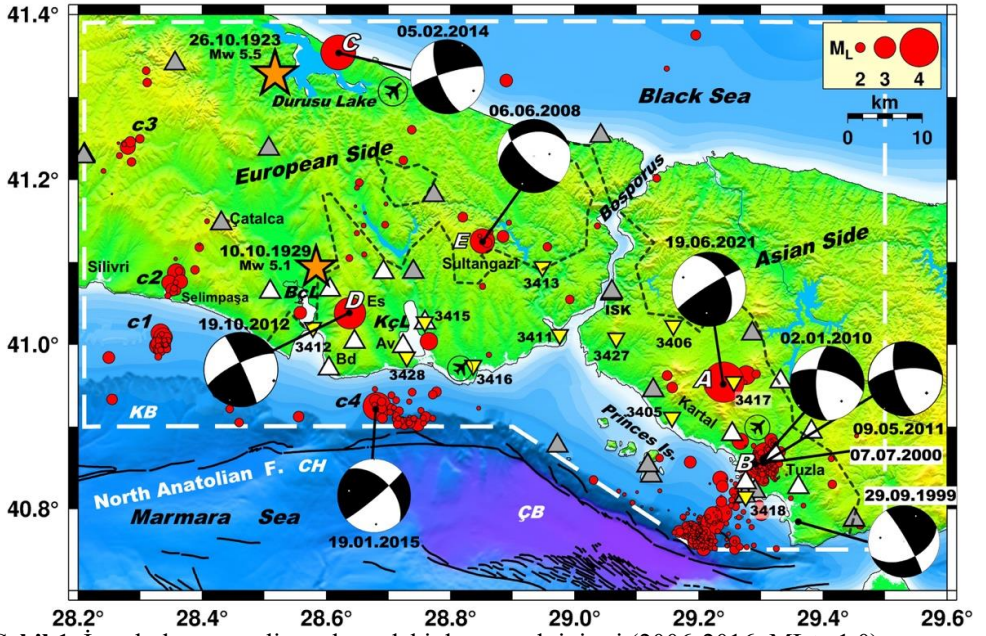 41.4°
26.10.1923
Mw 5.5
C
05.02.2014
ML
2 3 4
km
0 10
Durusu Lake
Black Sea
06.06.2008
c3
European Side
Bosporus
41.2°
Çatalca
E
Sultangazi
19.06.2021
Asian Side
10.10.1929
Mw 5.1
3413
Silivri
c2
Selimpaşa
BçL
D
Es
ISK
c1
19.10.2012
KçL
3415
3411
3406
02.01.2010
41.0°
3412
Bd
Av
3428
3416
3427
A
3417
c4
3405
Kartal
KB
Princes Is.
09.05.2011
B
Tuzla
07.07.2000
North Anatolian F.
CH
29.09.1999
40.8°
Marmara Sea
ÇB
3418
19.01.2015
28.2° 28.4° 28.6° 28.8° 29.0° 29.2° 29.4° 29.6°